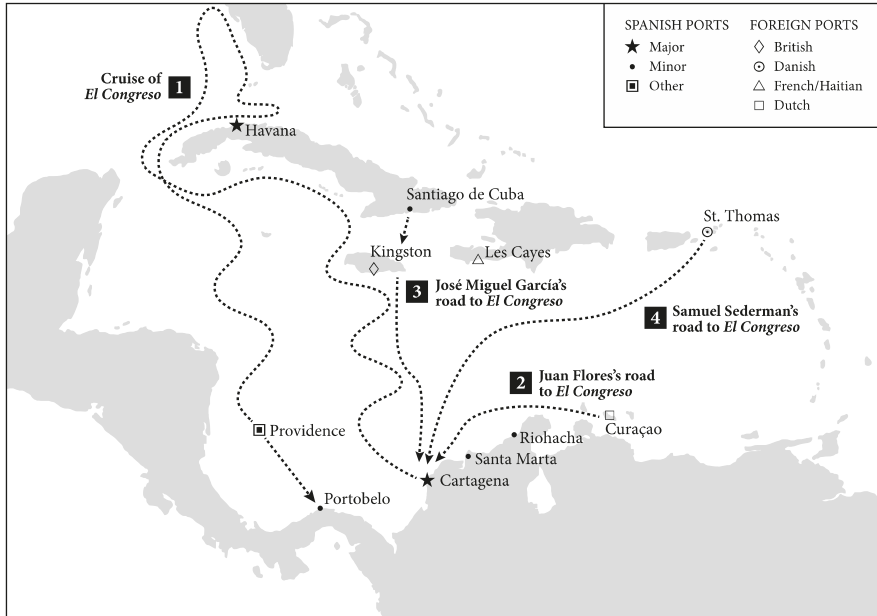 SPANISH PORTS
Major
Minor
Other
FOREIGN PORTS
British
Danish
French/Haitian
Dutch
Cruise of
El Congreso
1
Havana
Santiago de Cuba
St. Thomas
Kingston
Les Cayes
3
José Miguel García's
road to El Congreso
4
Samuel Sederman's
road to El Congreso
2
Juan Flores's road
to El Congreso
Curaçao
Providence
Riohacha
Santa Marta
Cartagena
Portobelo